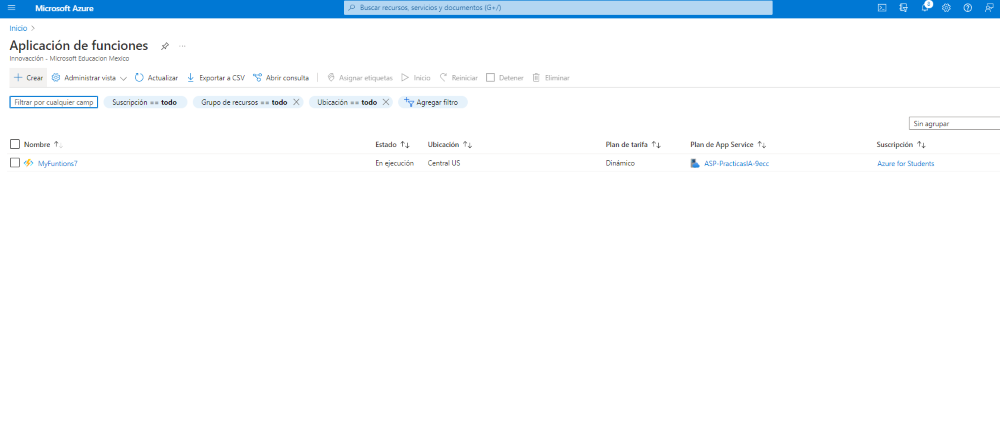 Microsoft Azure
Buscar recursos, servicios y documentos (G+/)
Inicio
Aplicación de funciones
Innovacción - Microsoft Educacion Mexico
Crear Administrar vista Actualizar Exportar a CSV Abrir consulta Asignar etiquetas Inicio Reiniciar Detener Eliminar
Filtrar por cualquier camp Suscripción == todo Grupo de recursos == todo Ubicación == todo Agregar filtro
Sin agrupar
Nombre Estado Ubicación Plan de tarifa Plan de App Service Suscripción
MyFuntions7 En ejecución Central US Dinámico ASP-PracticasIA-9ecc Azure for Students